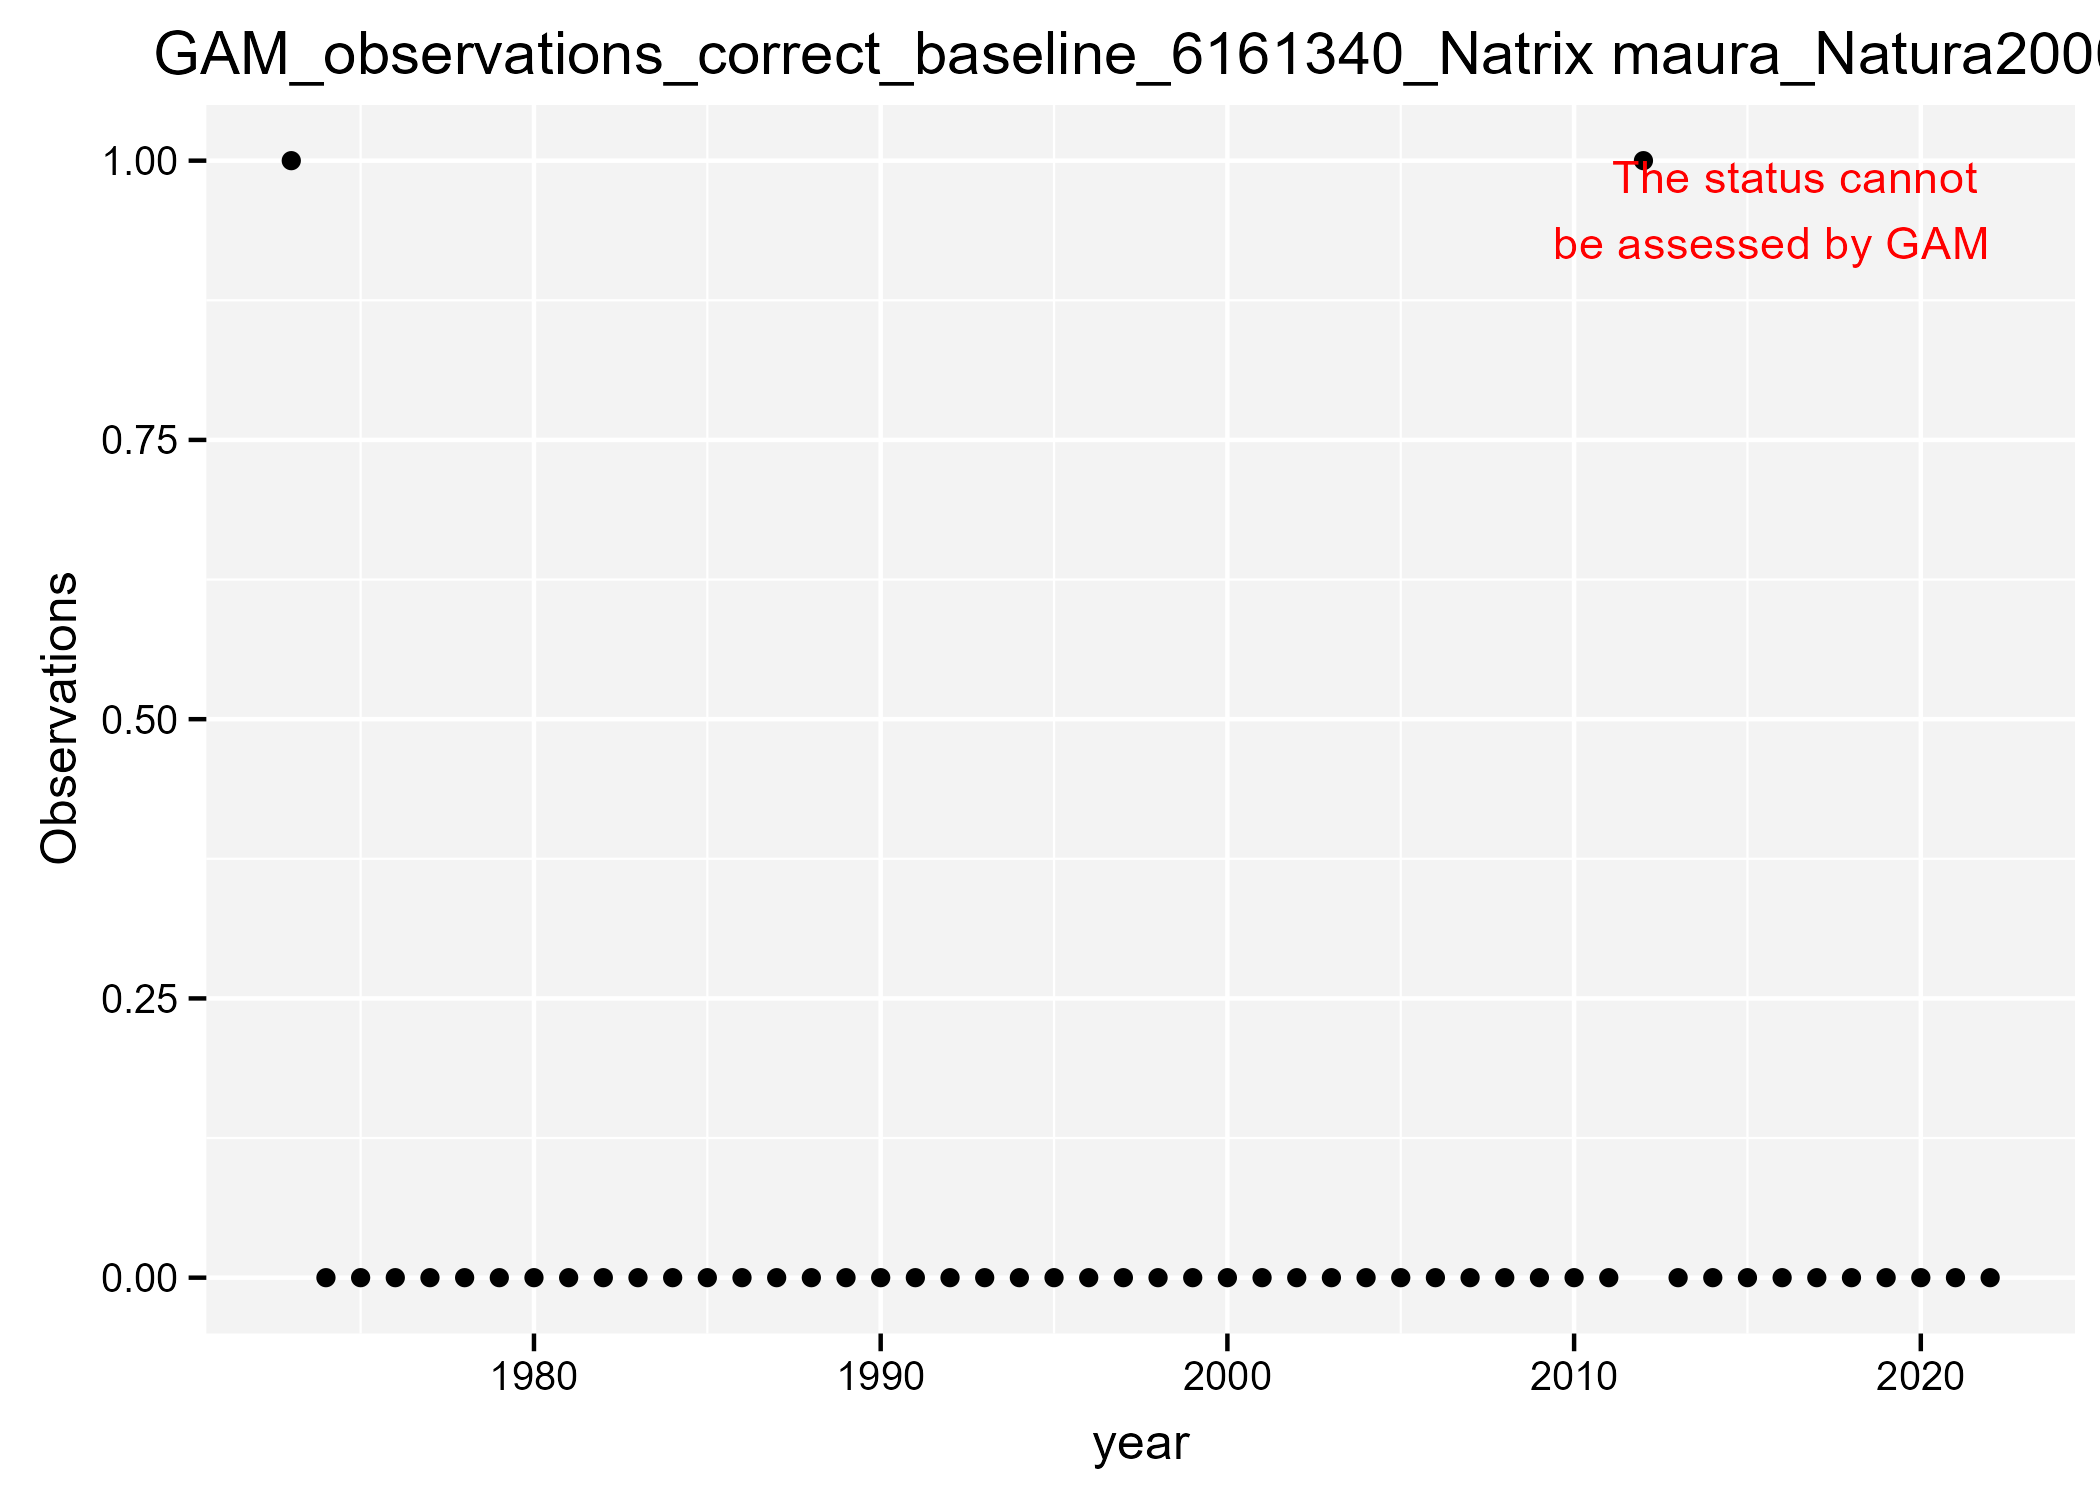 GAM_observations_correct_baseline_6161340_Natrix maura_Natura200
1.00
The status cannot
be assessed by GAM
0.75
0.50
0.25
0.00
Observations
1980 1990 2000 2010 2020
year